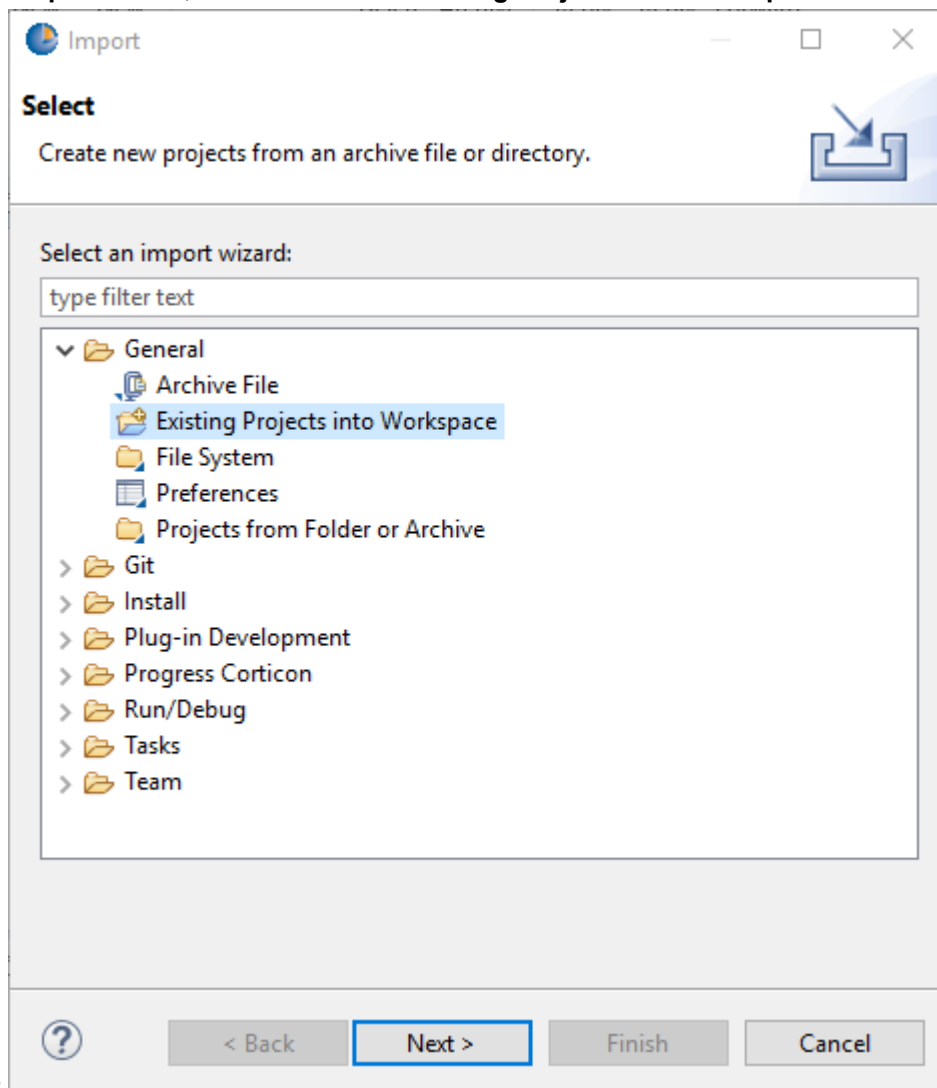 Import
Select
Create new projects from an archive file or directory.
Select an import wizard:
type filter text
General
Archive File
Existing Projects into Workspace
File System
Preferences
Projects from Folder or Archive
Git
Install
Plug-in Development
Progress Corticon
Run/Debug
Tasks
Team
? < Back Next > Finish Cancel